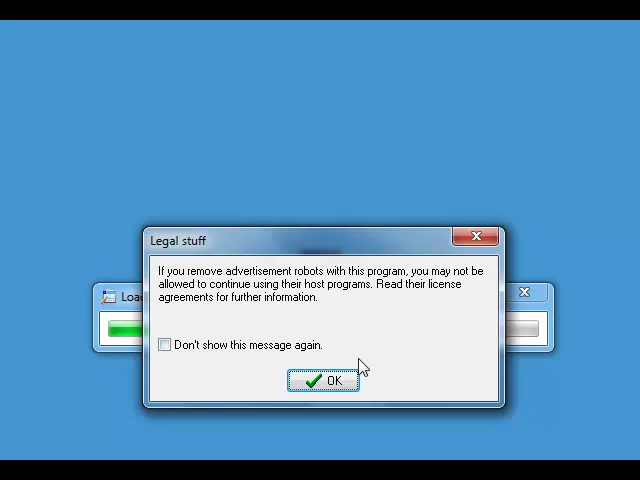 Legal stuff
If you remove advertisement robots with this program, you may not be
allowed to continue using their host programs. Read their license
agreements for further information.
Don't show this message again.
OK